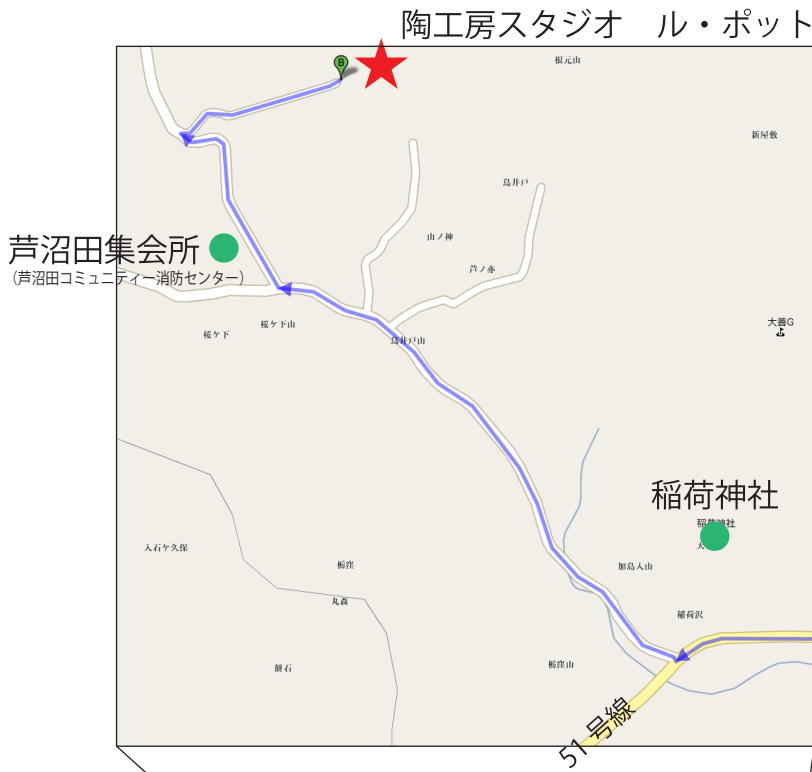 陶工房スタジオ ル・ポット
根元山
B
新屋敷
鳥井戸
山ノ神
芦沼田集会所
芦ノ亦
（芦沼田コミュニティー消防センター）
大善G
桜ケ下
桜ケ下山
鳥井戸山
稲荷神社
稲荷神社
入石ケ久保
栃窪
加島入山
丸森
稲荷沢
餅石
栃窪山
51 号線